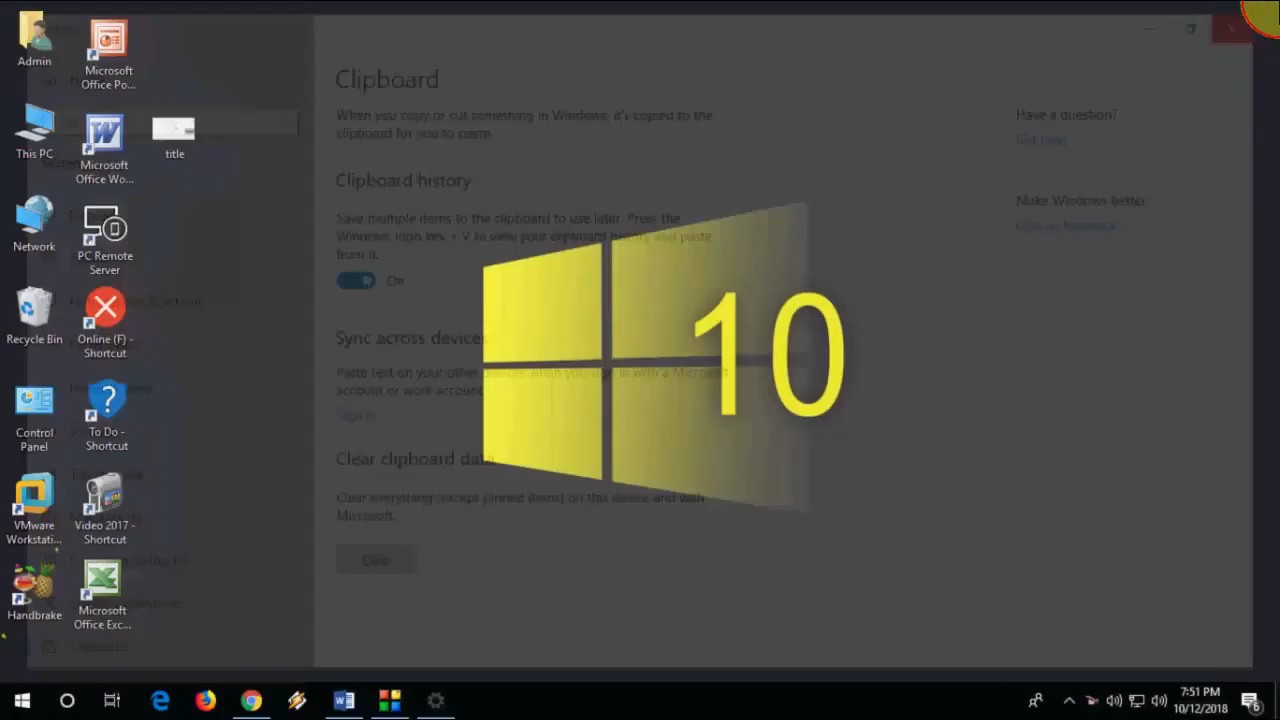 Admin
Microsoft
Office Po...
This PC
Microsoft
Office Wo...
title
Network
PC Remote
Server
Recycle Bin
Online (F) -
Shortcut
Control
Panel
To Do -
Shortcut
VMware
Workstati...
Video 2017 -
Shortcut
Handbrake
Microsoft
Office Exc...
Clipboard
When you copy or cut something in Windows, it's copied to the
clipboard for you to paste.
Clipboard history
Save multiple items to the clipboard to use later. Press the
Windows logo key + V to view your clipboard history and paste
from it.
On
Sync across devices
Paste text on your other devices when you sign in with a Microsoft
account or work account.
Sign in
Clear clipboard data
Clear everything (except pinned items) on this device and with
Microsoft.
Clear
Have a question?
Get help
Make Windows better
Give us feedback
10
7:51 PM
10/12/2018
6